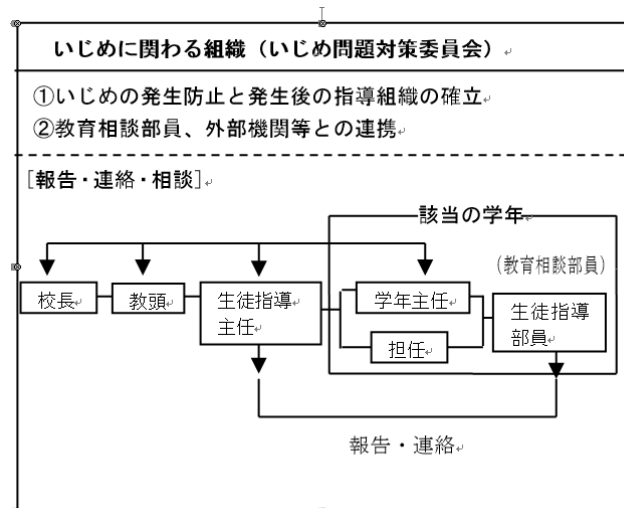 いじめに関わる組織（いじめ問題対策委員会）
①いじめの発生防止と発生後の指導組織の確立
②教育相談部員、外部機関等との連携
［報告・連絡・相談］
該当の学年
（教育相談部員）
校長
教頭
生徒指導
主任
学年主任
担任
生徒指導
部員
報告・連絡